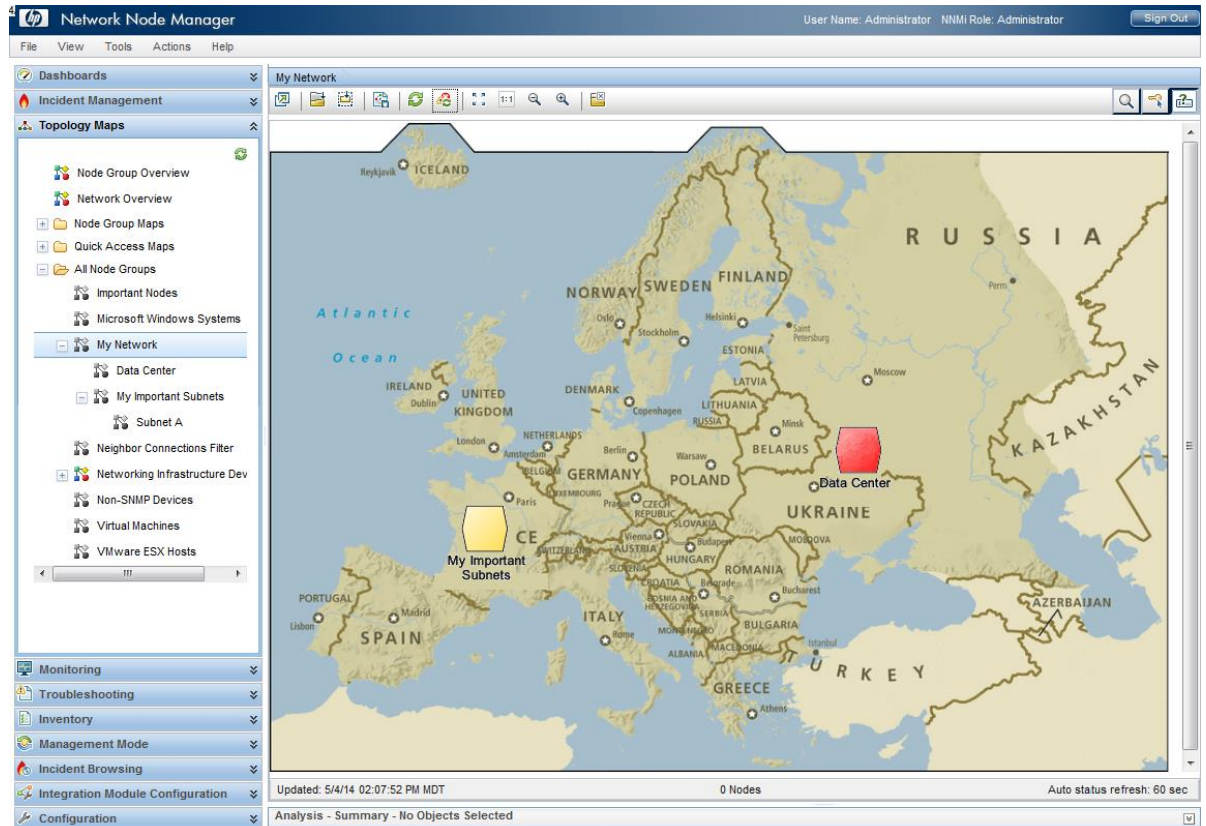 4
hp Network Node Manager
User Name: Administrator NNMi Role: Administrator
Sign Out
File View Tools Actions Help
Dashboards
Incident Management
Topology Maps
Node Group Overview
Network Overview
Node Group Maps
Quick Access Maps
All Node Groups
Important Nodes
Microsoft Windows Systems
My Network
Data Center
My Important Subnets
Subnet A
Neighbor Connections Filter
Networking Infrastructure Dev
Non-SNMP Devices
Virtual Machines
VMware ESX Hosts
Monitoring
Troubleshooting
Inventory
Management Mode
Incident Browsing
Integration Module Configuration
Configuration
My Network
1:1
Reykjavik
ICELAND
RUSSIA
FINLAND
SWEDEN
NORWAY
Perm
Atlantic
Ocean
Oslo
Helsinki
Stockholm
Saint
Petersburg
ESTONIA
Moscow
LATVIA
IRELAND
Dublin
UNITED
KINGDOM
DENMARK
Copenhagen
LITHUANIA
RUSSIA
KAZAKHSTAN
Minsk
BELARUS
London
NETHERLANDS
Amsterdam
Berlin
Warsaw
BELGIUM
GERMANY
POLAND
Data Center
Paris
Prague
CZECH
REPUBLIC
UKRAINE
SLOVAKIA
CE
Vienna
Budapest
MOLDOVA
SWITZERLAND
AUSTRIA
HUNGARY
My Important
Subnets
SLOVENIA
ROMANIA
CROATIA
Belgrade
Bucharest
BOSNIA AND
HERZEGOVINA
SERBIA
PORTUGAL
Lisbon
Madrid
SPAIN
ITALY
Rome
BULGARIA
AZERBAIJAN
MONTENEGRO
Istanbul
ALBANIA
MACEDONIA
TURKEY
GREECE
Athens
Updated: 5/4/14 02:07:52 PM MDT
0 Nodes
Auto status refresh: 60 sec
Analysis - Summary - No Objects Selected